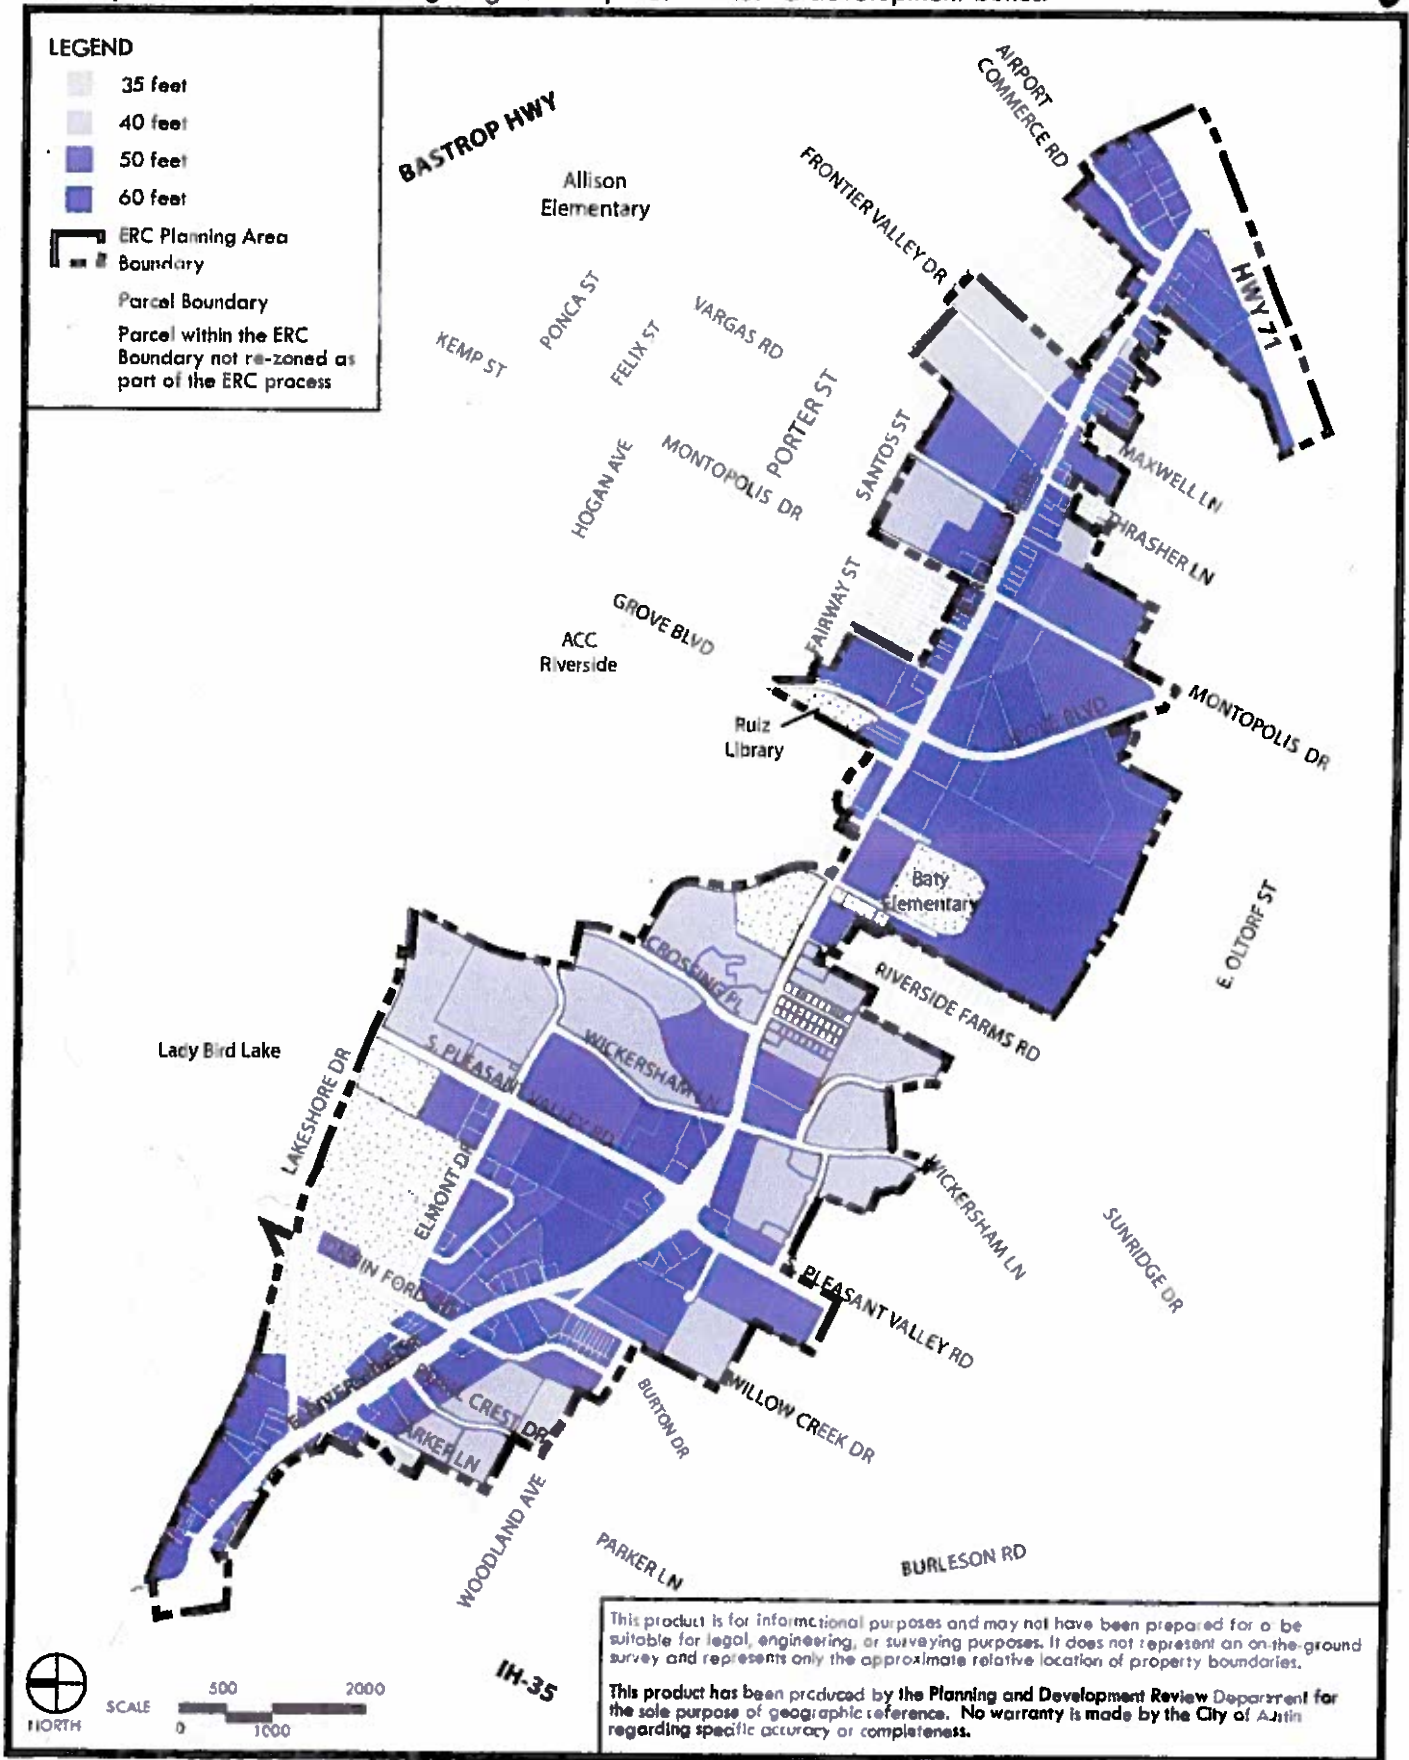 LEGEND
35 feet
40 feet
50 feet
60 feet
ERC Planning Area
Boundary
Parcel Boundary
Parcel within the ERC
Boundary not re-zoned as
part of the ERC process
BASTROP HWY
Allison
Elementary
AIRPORT
COMMERCE RD
FRONTIER VALLEY DR
HWY 71
KEMP ST
PONCA ST
FELIX ST
VARGAS RD
PORTER ST
SANTOS ST
HOGAN AVE
MONTOPOLIS DR
MAXWELL LN
THRASHER LN
FAIRWAY ST
GROVE BLVD
ACC
Riverside
Ruiz
Library
GROVE BLVD
MONTOPOLIS DR
Baty
Elementary
E. OLTORF ST
CROSSING PL
RIVERSIDE FARMS RD
Lady Bird Lake
LAKESHORE DR
S. PLEASANT VALLEY RD
WICKERSHAM LN
ELMONT DR
WICKERSHAM LN
SUNRIDGE DR
FORD
PLEASANT VALLEY RD
WILLOW CREEK DR
CREST DR
PARKER LN
BURTON DR
WOODLAND AVE
PARKER LN
BURLESON RD
IH-35
NORTH
SCALE
500
2000
0
1000
This product is for informational purposes and may not have been prepared for o be
suitable for legal, engineering, or surveying purposes. It does not represent an on-the-ground
survey and represents only the approximate relative location of property boundaries.
This product has been produced by the Planning and Development Review Department for
the sole purpose of geographic reference. No warranty is made by the City of Austin
regarding specific accuracy or completeness.